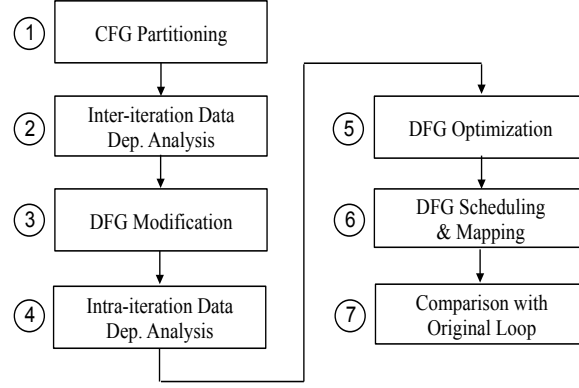 1
CFG Partitioning
2
Inter-iteration Data
Dep. Analysis
3
DFG Modification
4
Intra-iteration Data
Dep. Analysis
5
DFG Optimization
6
DFG Scheduling
& Mapping
7
Comparison with
Original Loop